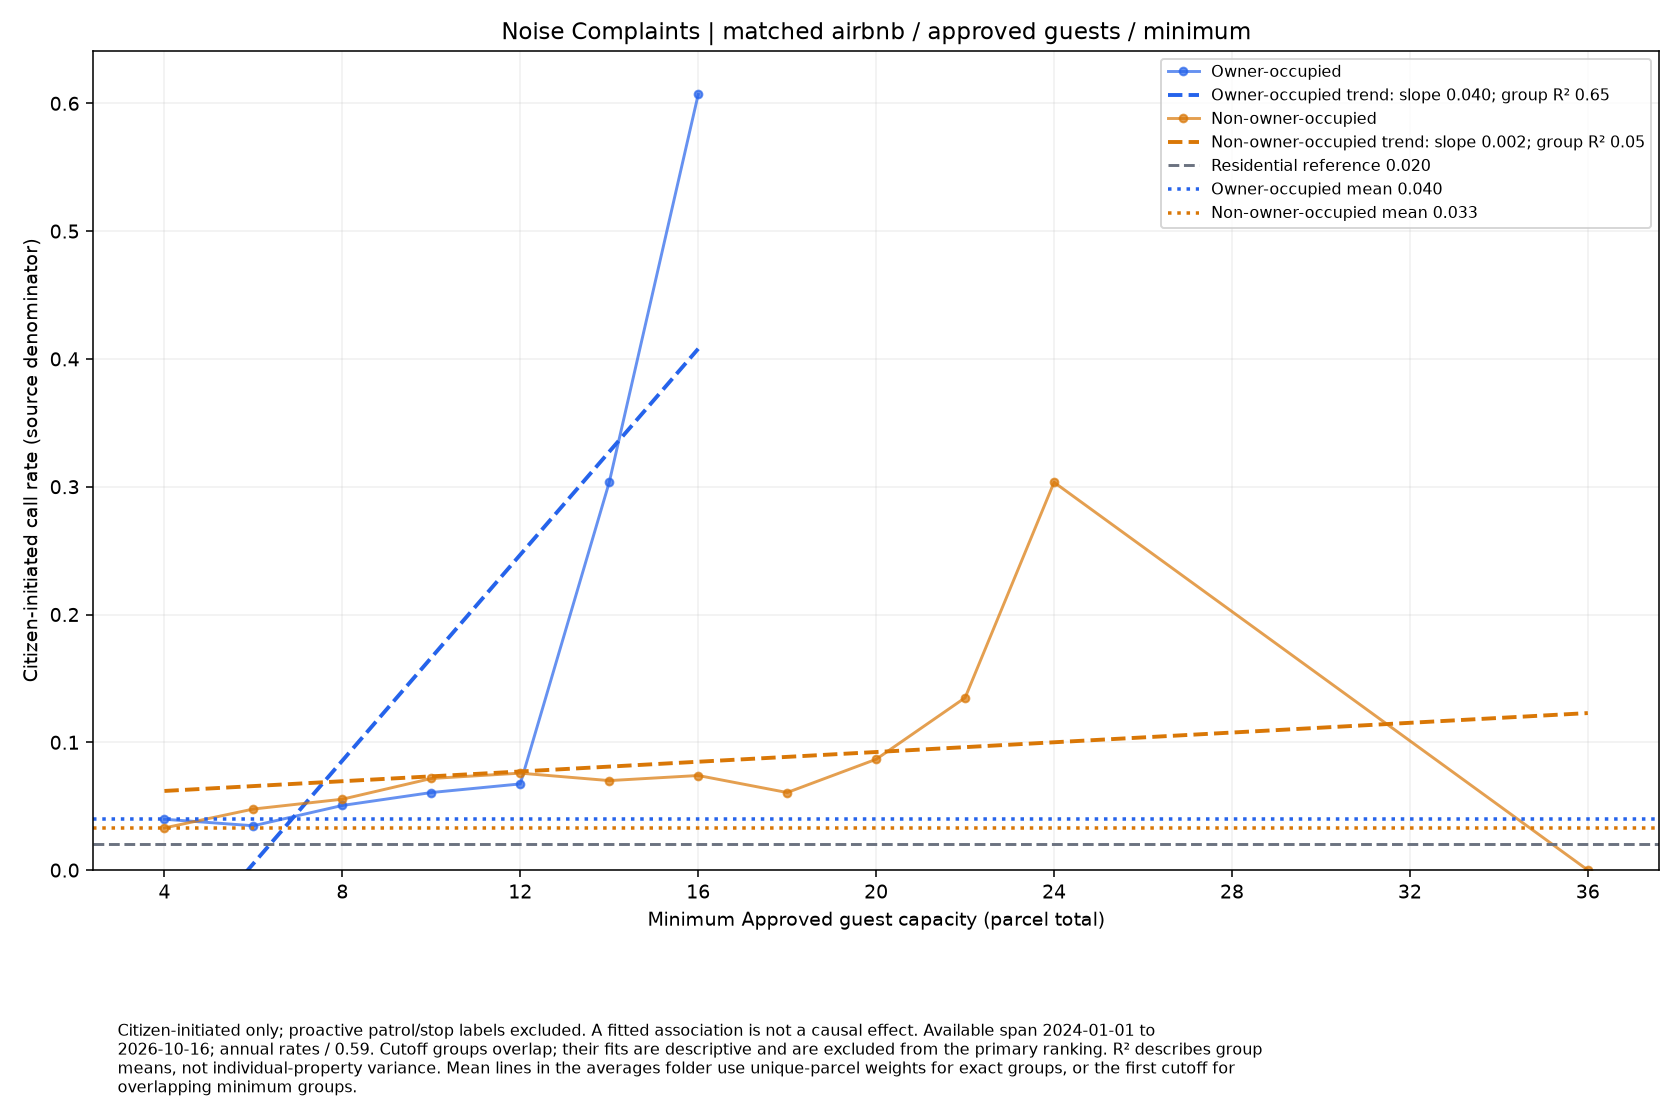 Noise Complaints | matched airbnb / approved guests / minimum
Owner-occupied
Owner-occupied trend: slope 0.040; group R² 0.65
Non-owner-occupied
Non-owner-occupied trend: slope 0.002; group R² 0.05
Residential reference 0.020
Owner-occupied mean 0.040
Non-owner-occupied mean 0.033
Citizen-initiated call rate (source denominator)
0.6
0.5
0.4
0.3
0.2
0.1
0.0
4 8 12 16 20 24 28 32 36
Minimum Approved guest capacity (parcel total)
Citizen-initiated only; proactive patrol/stop labels excluded. A fitted association is not a causal effect. Available span 2024-01-01 to
2026-10-16; annual rates / 0.59. Cutoff groups overlap; their fits are descriptive and are excluded from the primary ranking. R² describes group
means, not individual-property variance. Mean lines in the averages folder use unique-parcel weights for exact groups, or the first cutoff for
overlapping minimum groups.